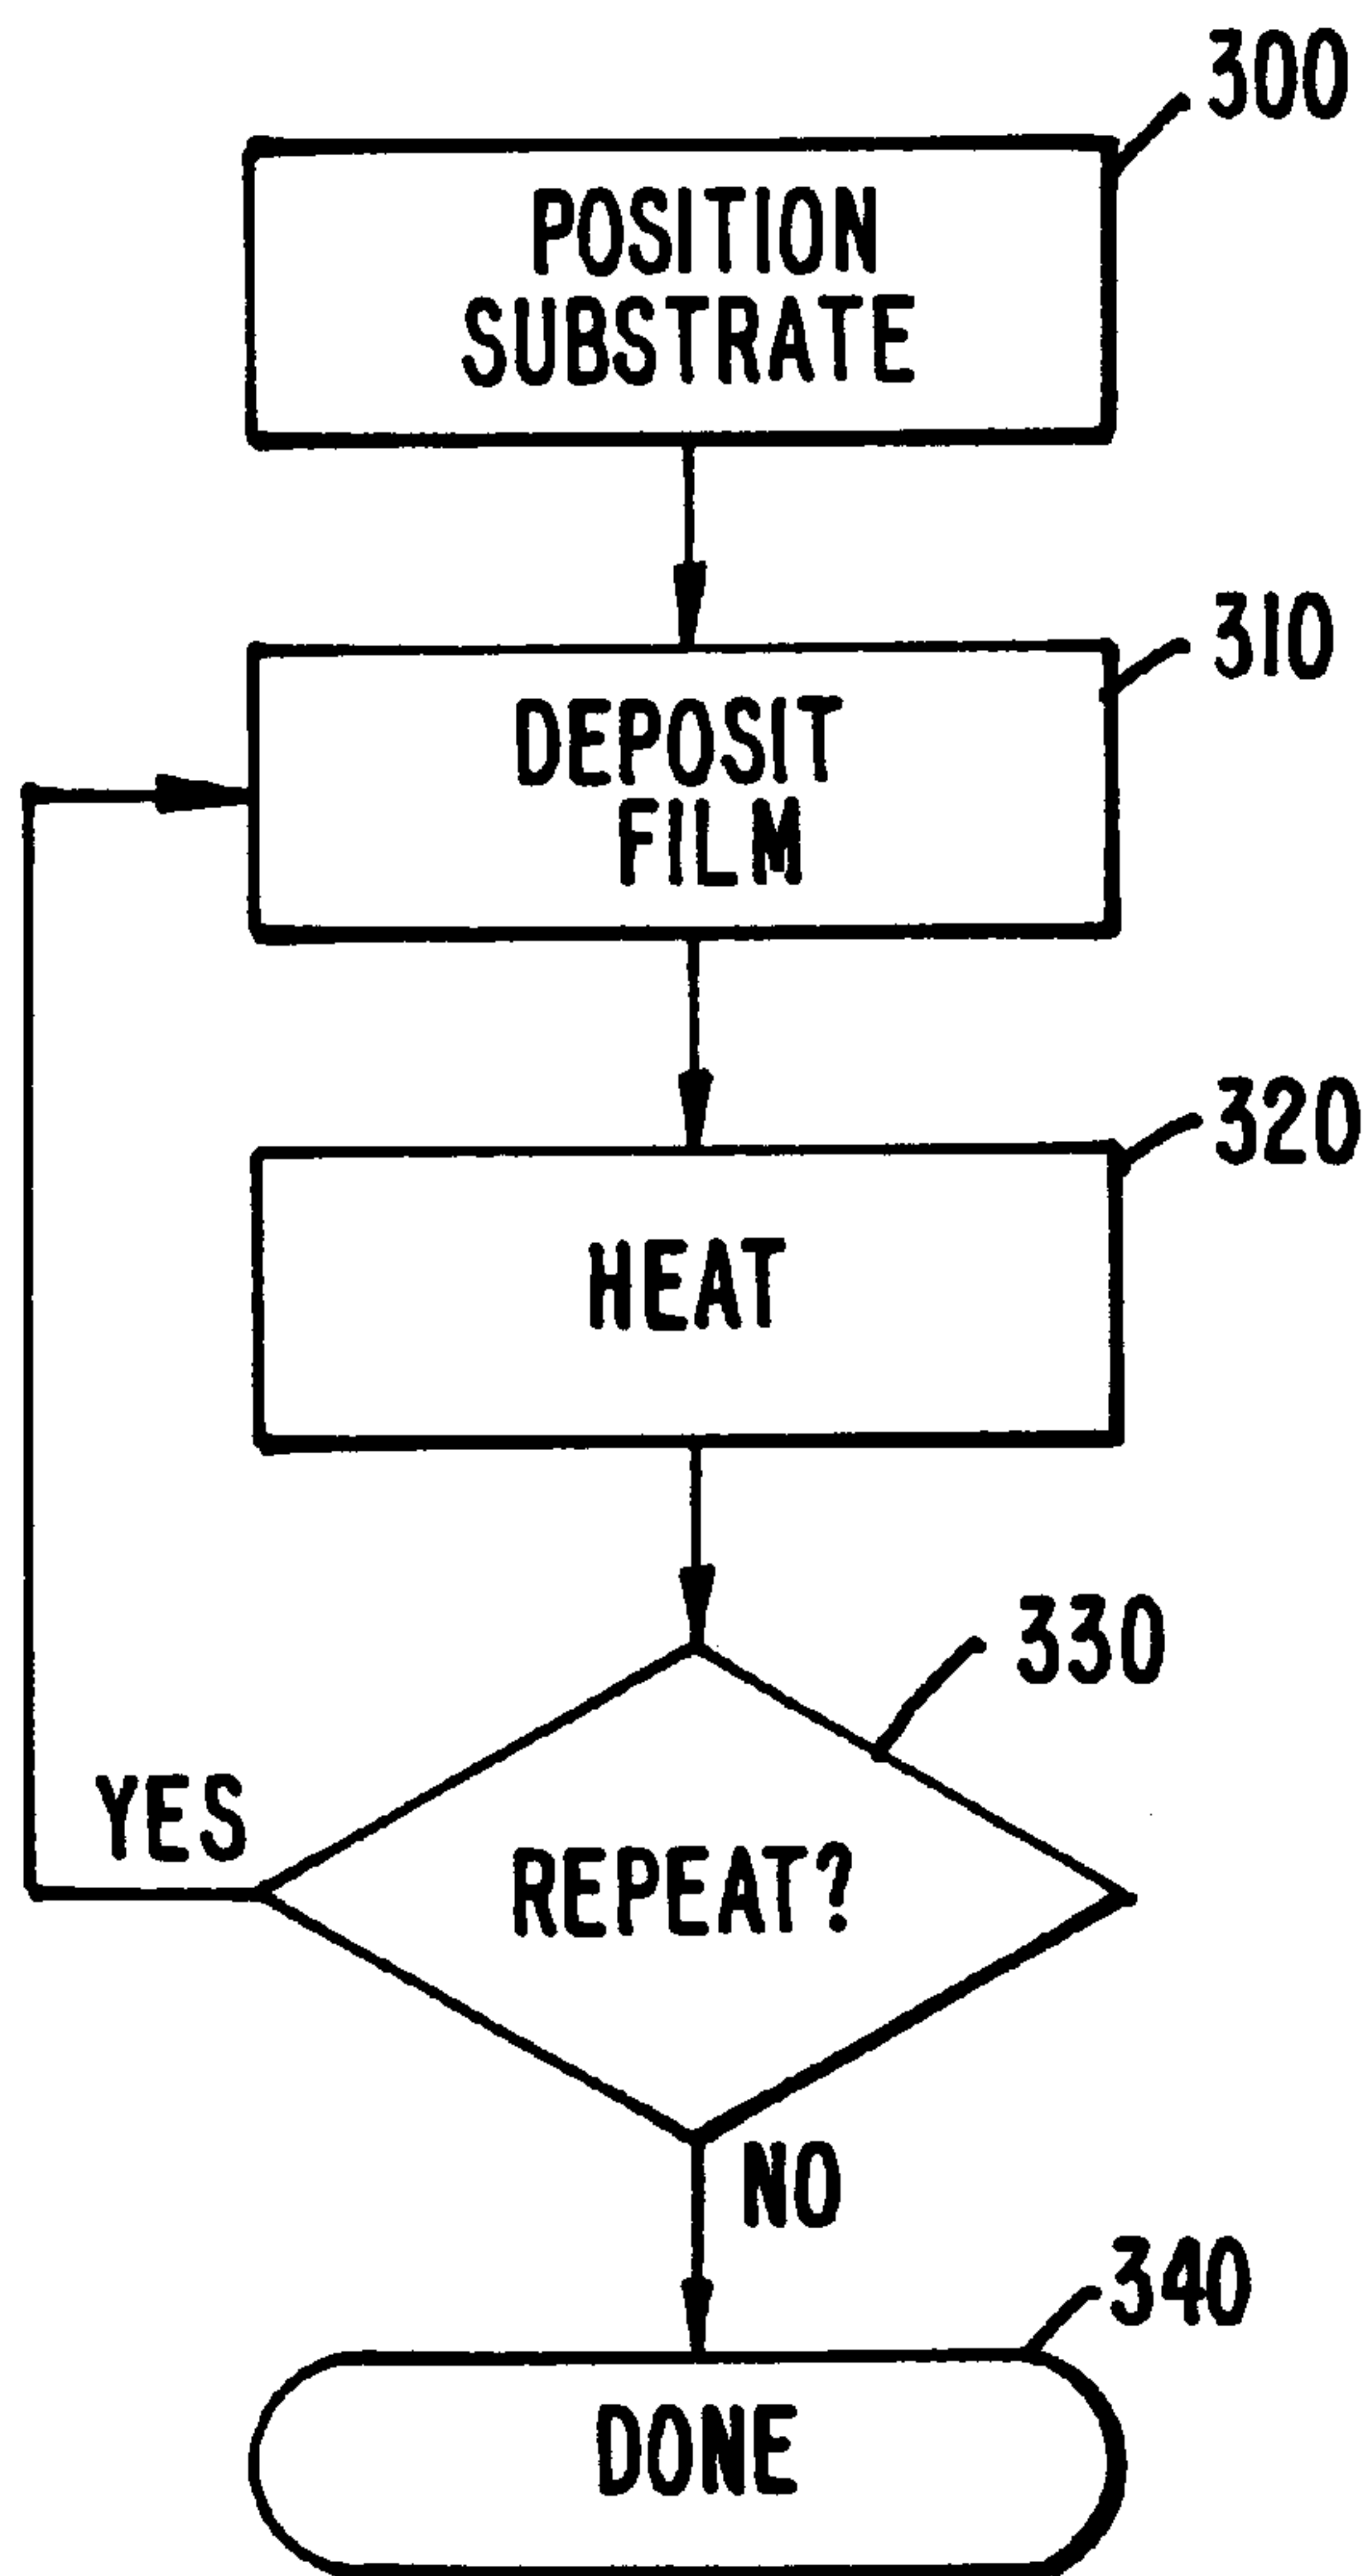 300
POSITION
SUBSTRATE
310
DEPOSIT
FILM
320
HEAT
330
YES
REPEAT?
NO
340
DONE